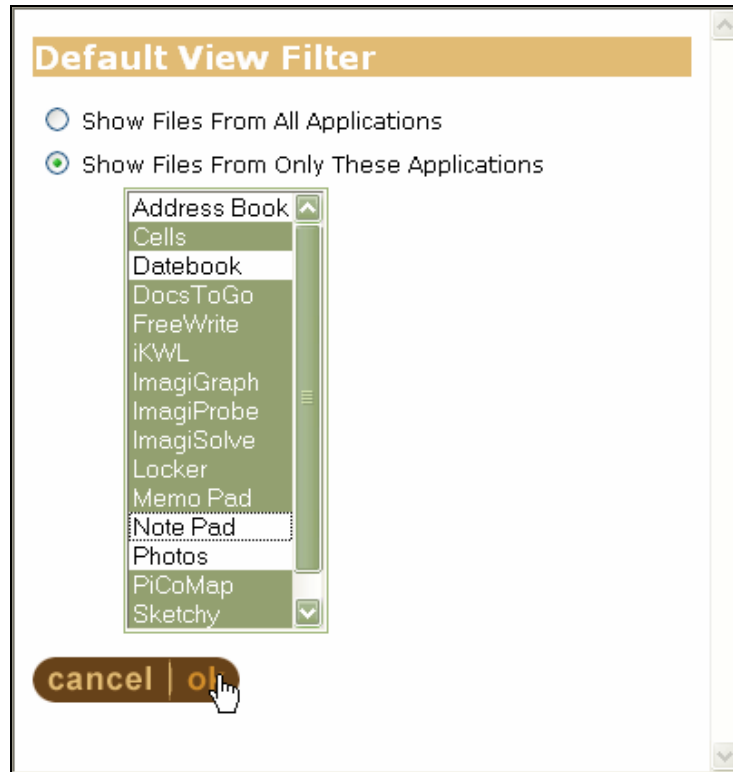 Default View Filter
Show Files From All Applications
Show Files From Only These Applications
Address Book
Cells
Datebook
DocsToGo
FreeWrite
iKWL
ImagiGraph
ImagiProbe
ImagiSolve
Locker
Memo Pad
Note Pad
Photos
PiCoMap
Sketchy
cancel | ok